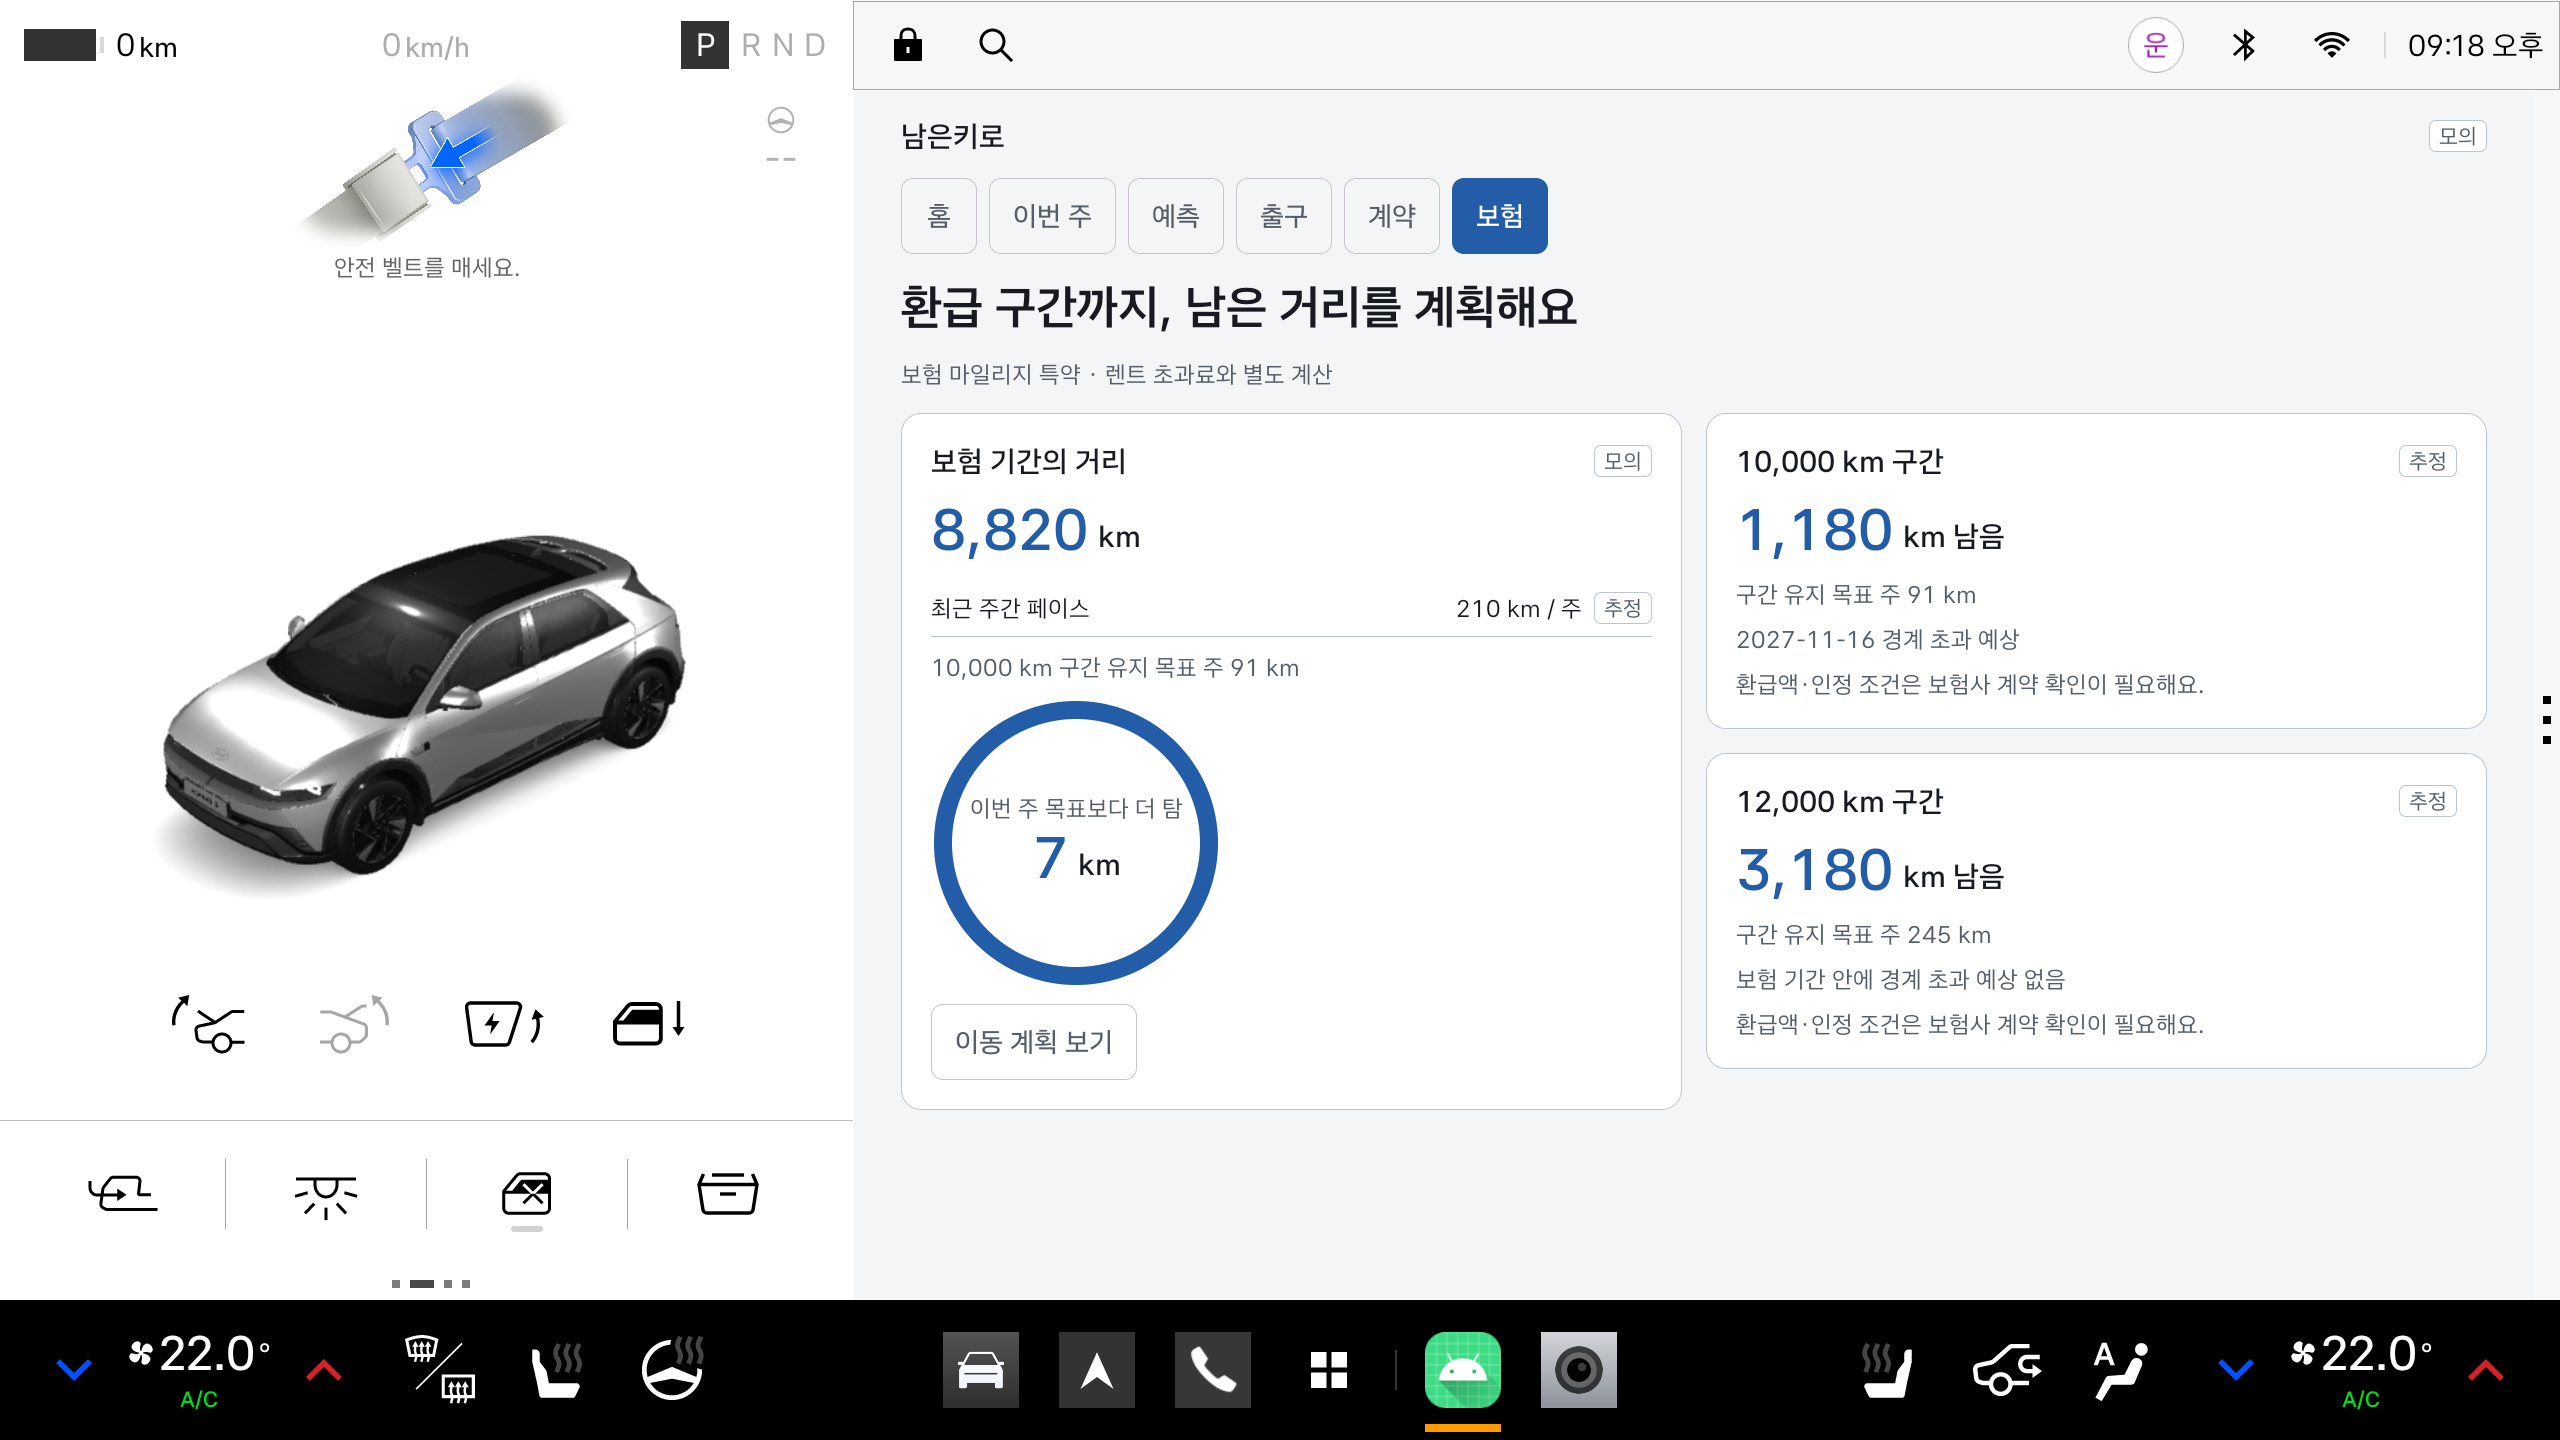 0 km
0 km/h
P R N D
안전 벨트를 매세요.
운
09:18 오후
남은키로
모의
홈
이번 주
예측
출구
계약
보험
환급 구간까지, 남은 거리를 계획해요
보험 마일리지 특약 · 렌트 초과료와 별도 계산
보험 기간의 거리
모의
8,820 km
최근 주간 페이스
210 km / 주
추정
10,000 km 구간 유지 목표 주 91 km
이번 주 목표보다 더 탐
7 km
이동 계획 보기
10,000 km 구간
추정
1,180 km 남음
구간 유지 목표 주 91 km
2027-11-16 경계 초과 예상
환급액·인정 조건은 보험사 계약 확인이 필요해요.
12,000 km 구간
추정
3,180 km 남음
구간 유지 목표 주 245 km
보험 기간 안에 경계 초과 예상 없음
환급액·인정 조건은 보험사 계약 확인이 필요해요.
22.0°
A/C
A
22.0°
A/C